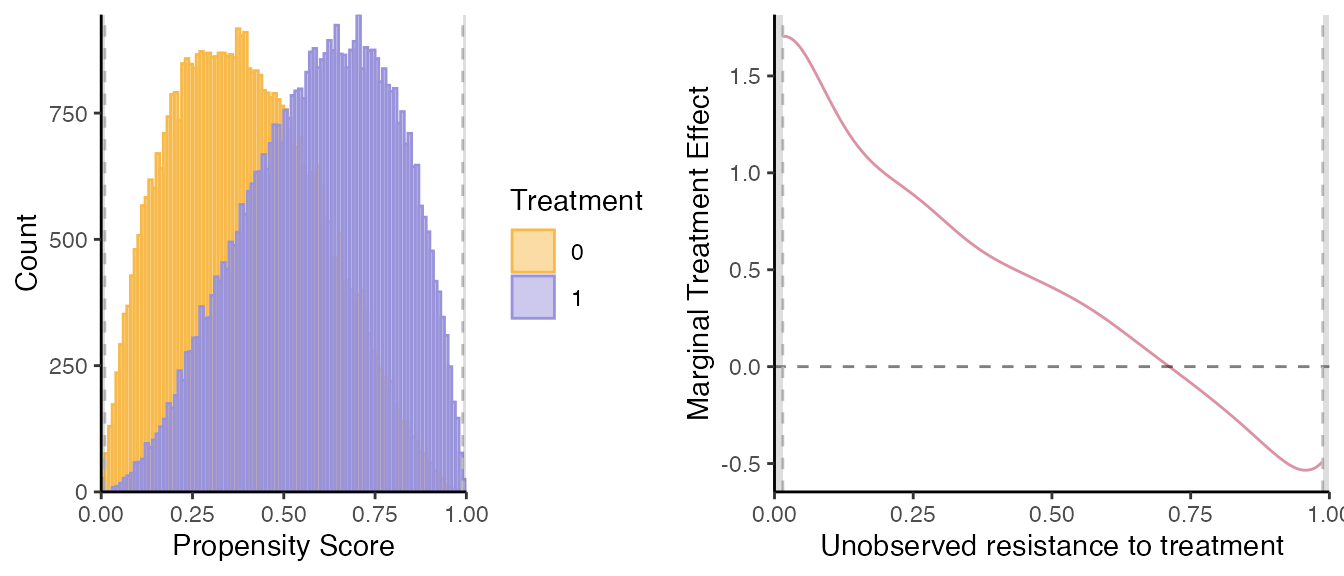 Count
750
500
250
0
0.00 0.25 0.50 0.75 1.00
Propensity Score
Treatment
0
1
Marginal Treatment Effect
1.5
1.0
0.5
0.0
-0.5
0.00 0.25 0.50 0.75 1.00
Unobserved resistance to treatment